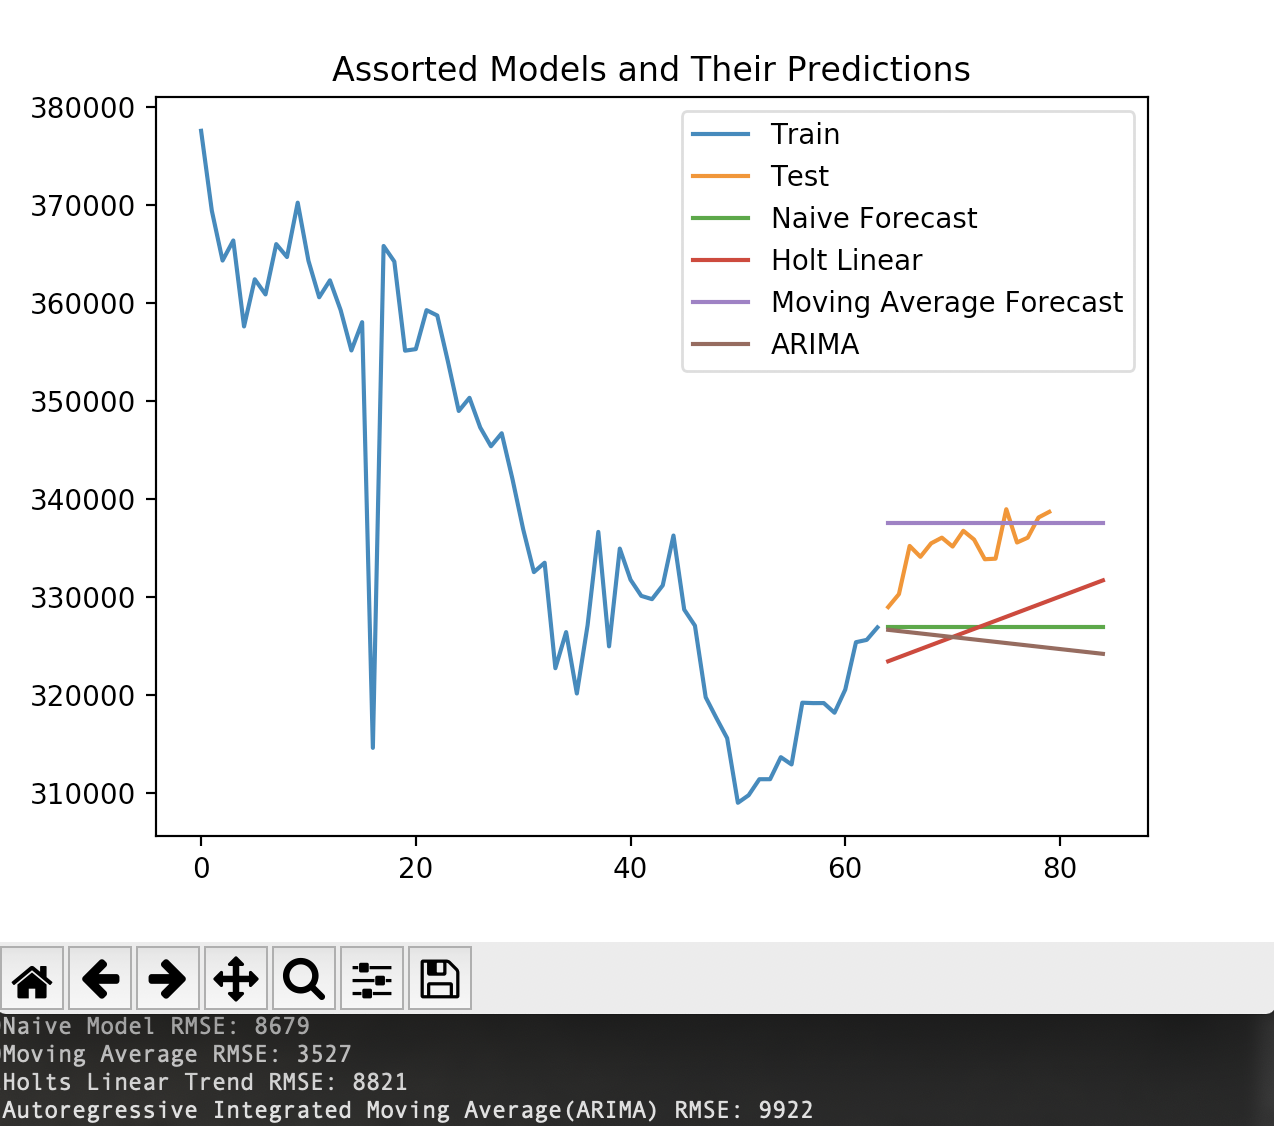 Assorted Models and Their Predictions
380000
370000
360000
350000
340000
330000
320000
310000
Train
Test
Naive Forecast
Holt Linear
Moving Average Forecast
ARIMA
0
20
40
60
80
Naive Model RMSE: 8679
Moving Average RMSE: 3527
Holts Linear Trend RMSE: 8821
Autoregressive Integrated Moving Average(ARIMA) RMSE: 9922